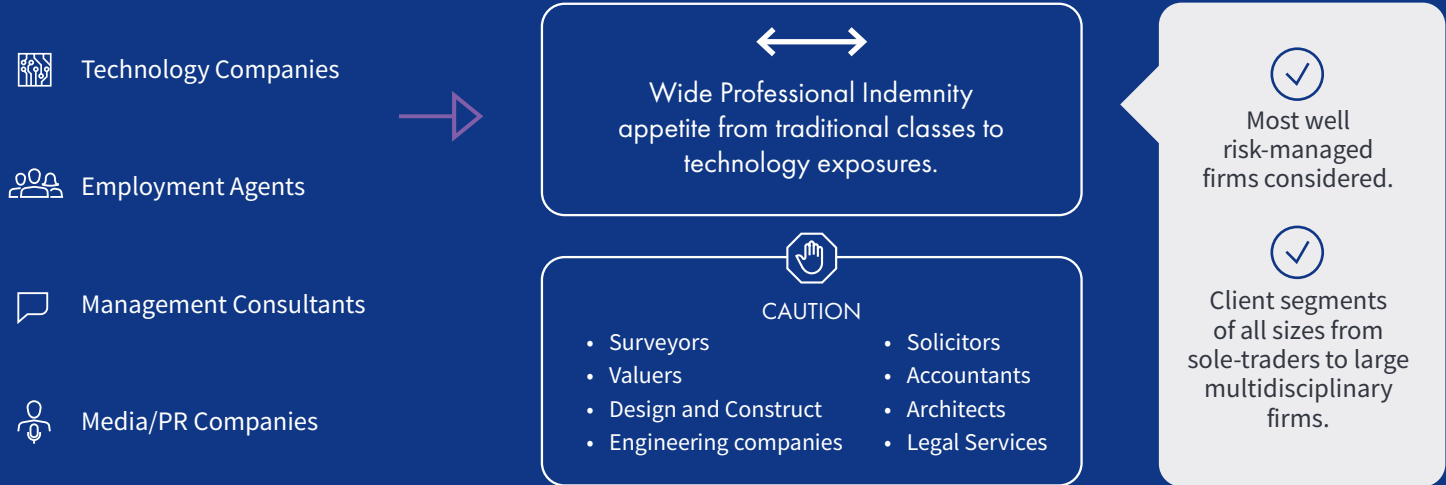 Technology Companies
Employment Agents
Management Consultants
Media/PR Companies
Wide Professional Indemnity
appetite from traditional classes to
technology exposures.
CAUTION
• Surveyors
• Valuers
• Design and Construct
• Engineering companies
• Solicitors
• Accountants
• Architects
• Legal Services
Most well
risk-managed
firms considered.
Client segments
of all sizes from
sole-traders to large
multidisciplinary
firms.